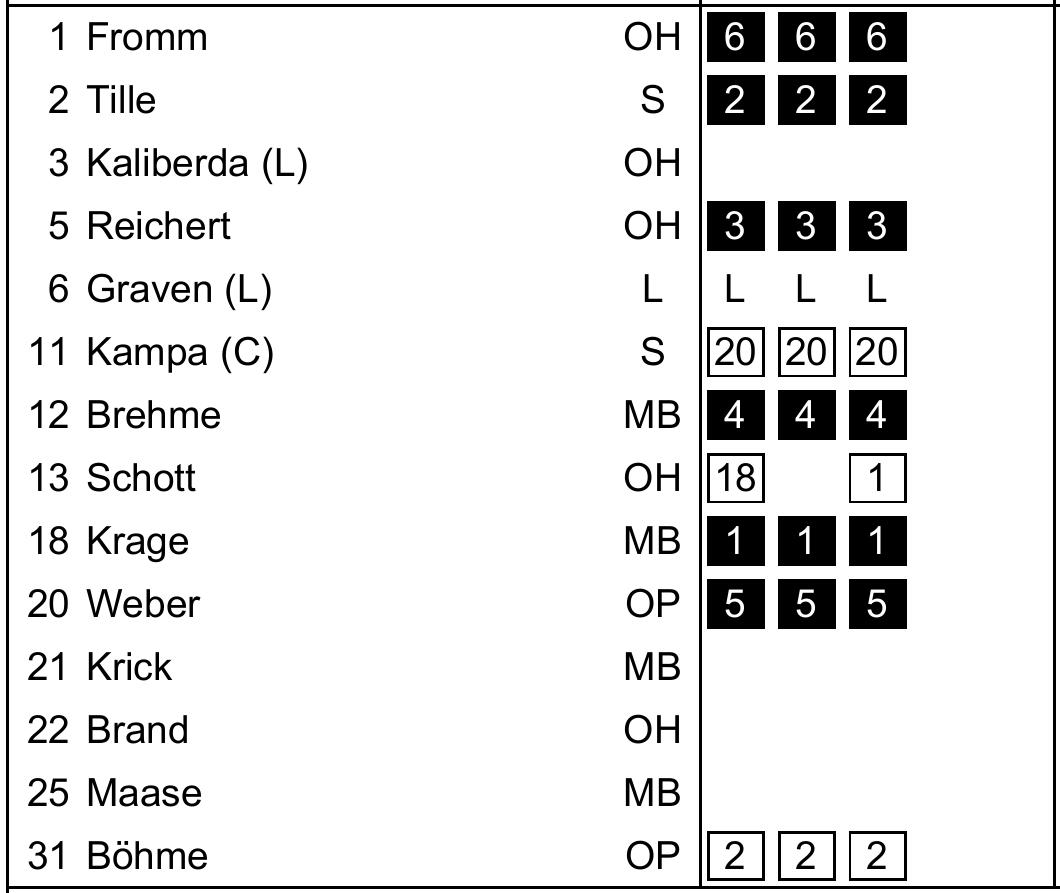 1 Fromm OH 6 6 6
2 Tille S 2 2 2
3 Kaliberda (L) OH
5 Reichert OH 3 3 3
6 Graven (L) L L L L
11 Kampa (C) S 20 20 20
12 Brehme MB 4 4 4
13 Schott OH 18 1
18 Krage MB 1 1 1
20 Weber OP 5 5 5
21 Krick MB
22 Brand OH
25 Maase MB
31 Böhme OP 2 2 2